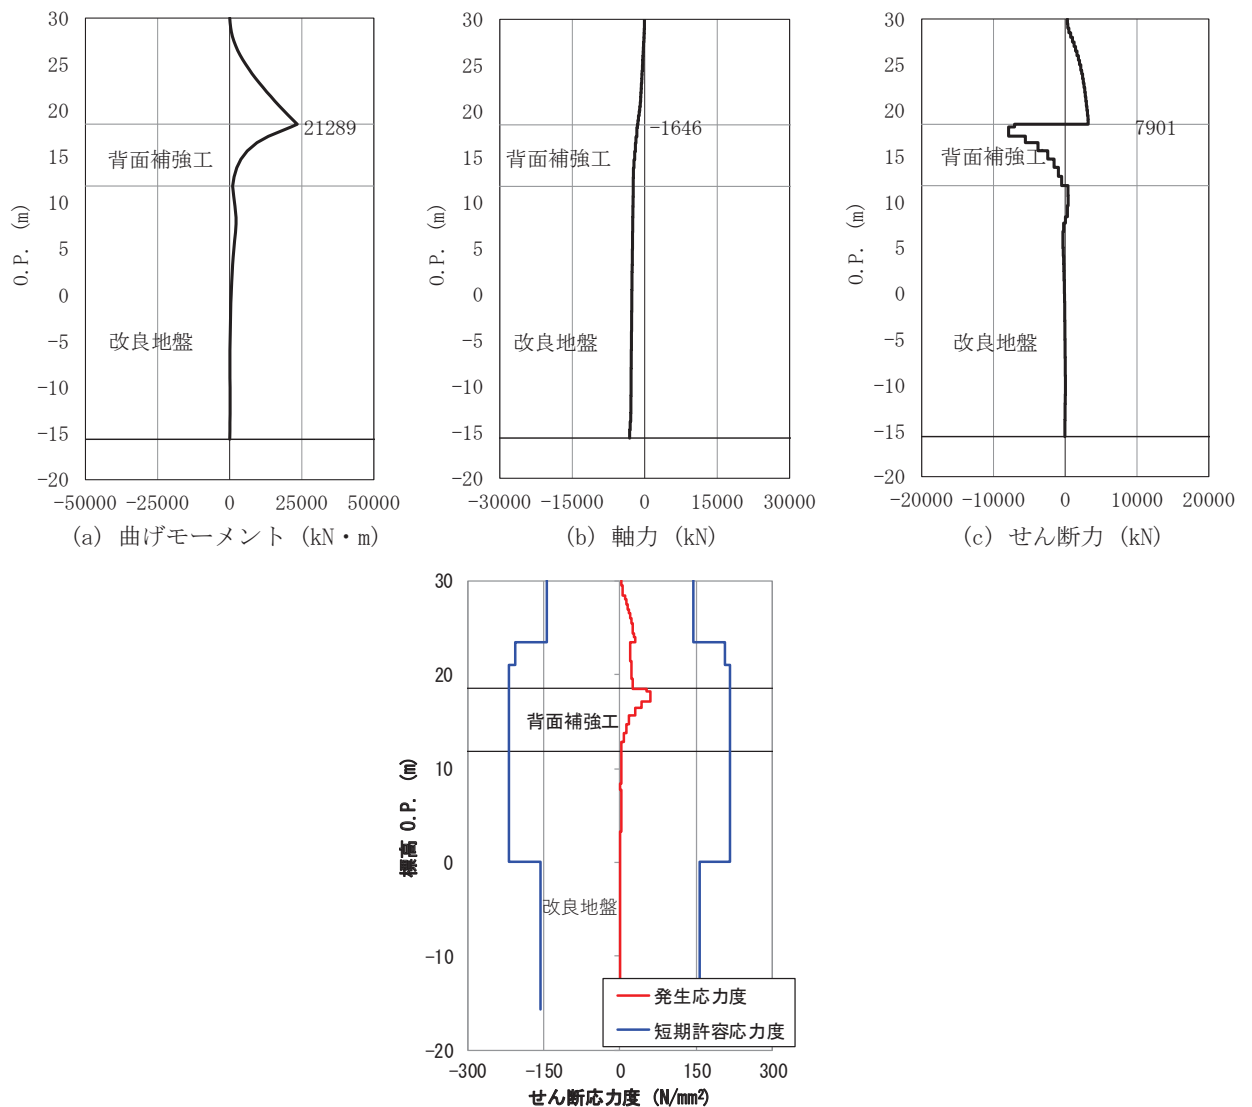 30
25
20
15
10
5
0
-5
-10
-15
-20
O.P. (m)
21289
背面補強工
改良地盤
-50000 -25000 0 25000 50000
(a) 曲げモーメント (kN・m)
30
25
20
15
10
5
0
-5
-10
-15
-20
O.P. (m)
-1646
背面補強工
改良地盤
-30000 -15000 0 15000 30000
(b) 軸力 (kN)
30
25
20
15
10
5
0
-5
-10
-15
-20
O.P. (m)
7901
背面補強工
改良地盤
-20000 -10000 0 10000 20000
(c) せん断力 (kN)
30
20
10
0
-10
-20
標高 O.P. (m)
背面補強工
改良地盤
発生応力度
短期許容応力度
-300 -150 0 150 300
せん断応力度 (N/mm²)